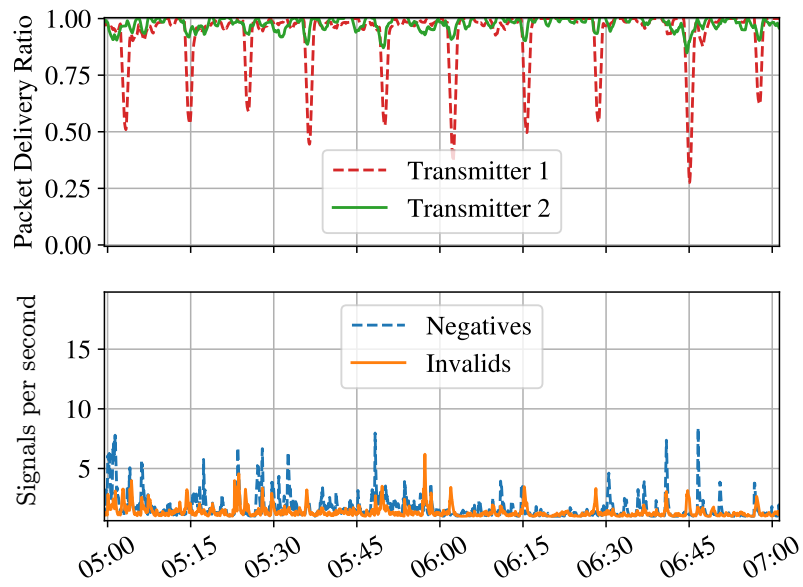 Packet Delivery Ratio
1.00
0.75
0.50
0.25
0.00
Transmitter 1
Transmitter 2
Signals per second
15
10
5
Negatives
Invalids
05:00
05:15
05:30
05:45
06:00
06:15
06:30
06:45
07:00